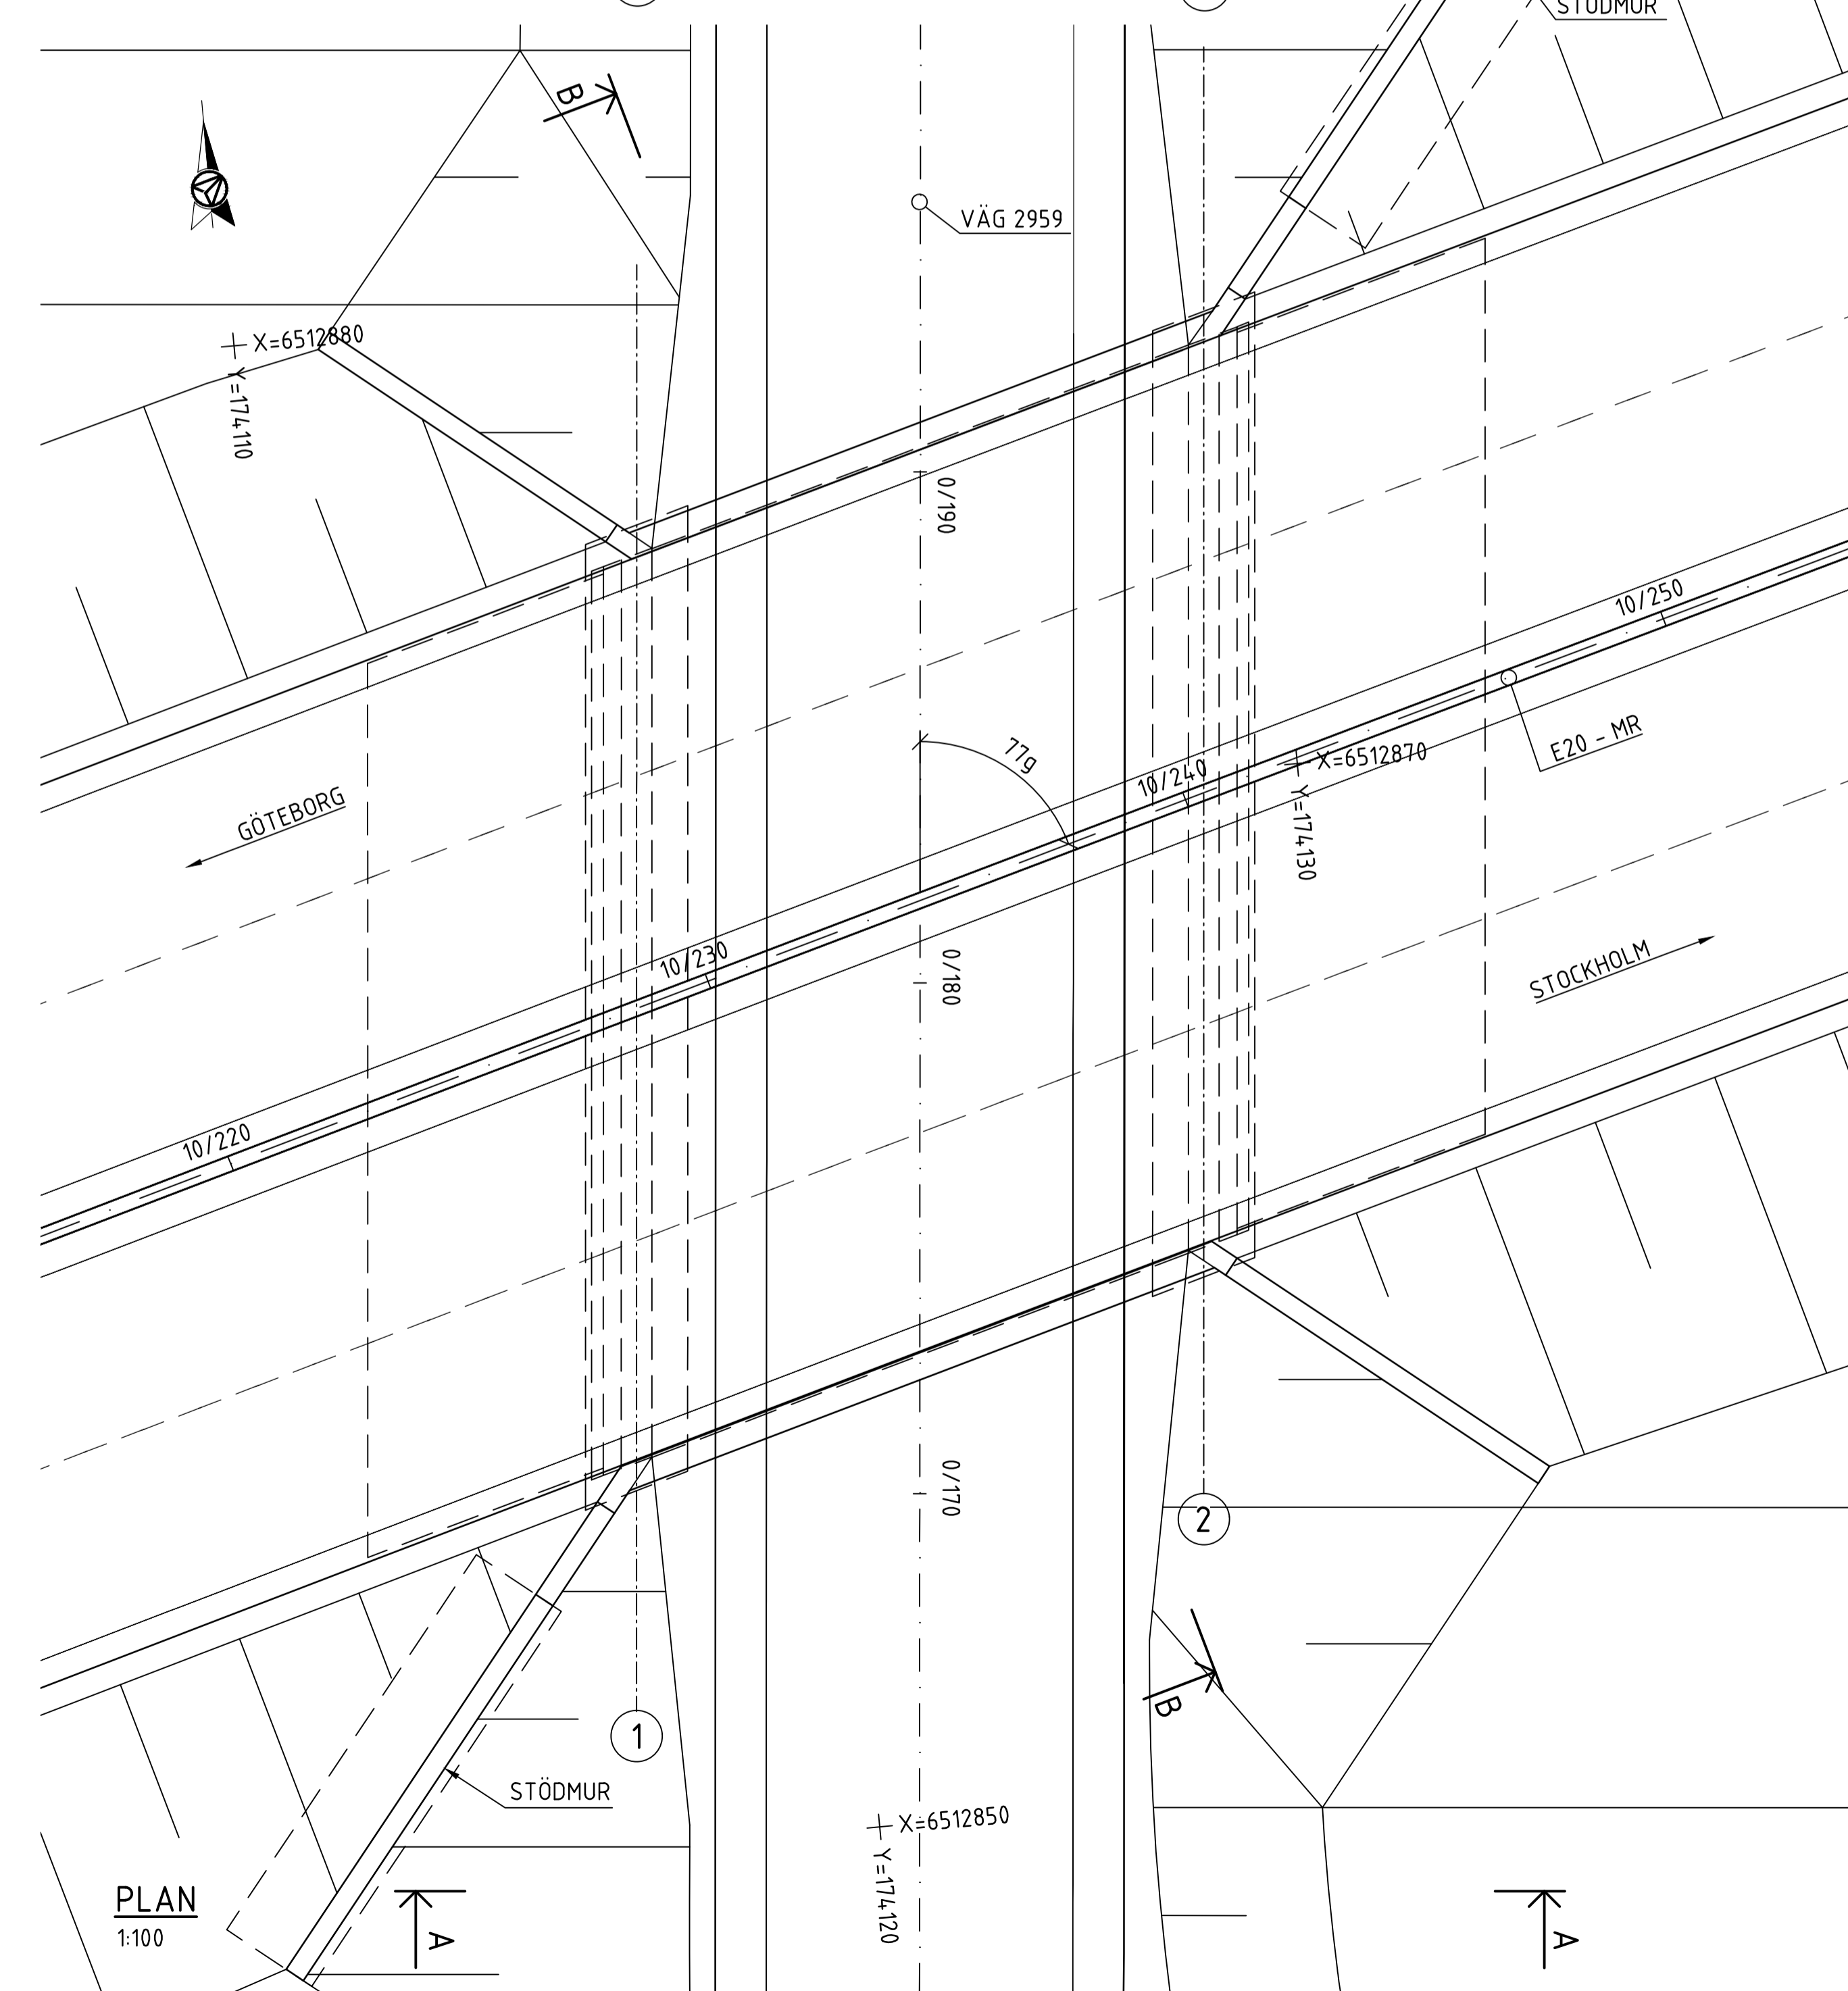 STÖDMUR
B
VÄG 2959
X=6512880
Y=174110
0/190
10/250
E20 - MR
77g
10/240
X=6512870
Y=174130
GÖTEBORG
10/230
0/180
STOCKHOLM
10/220
0/170
2
1
B
STÖDMUR
X=6512850
Y=174120
PLAN
1:100
A
A